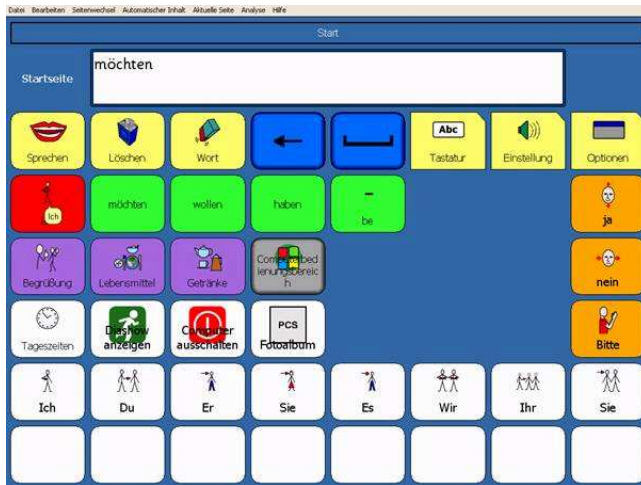 Datei Bearbeiten Seitenwechsel Automatischer Inhalt Aktuelle Seite Analyse Hilfe
Start
Startseite
möchten
Sprechen Löschen Wort Abc Tastatur Einstellung Optionen
Ich möchten wollen haben - be ja
Begrüßung Lebensmittel Getränke Computerbed
ienungsbereic
h
nein
Tageszeiten
Diashow
anzeigen
Computer
ausschalten
PCS
Fotoalbum
Bitte
Ich Du Er Sie Es Wir Ihr Sie